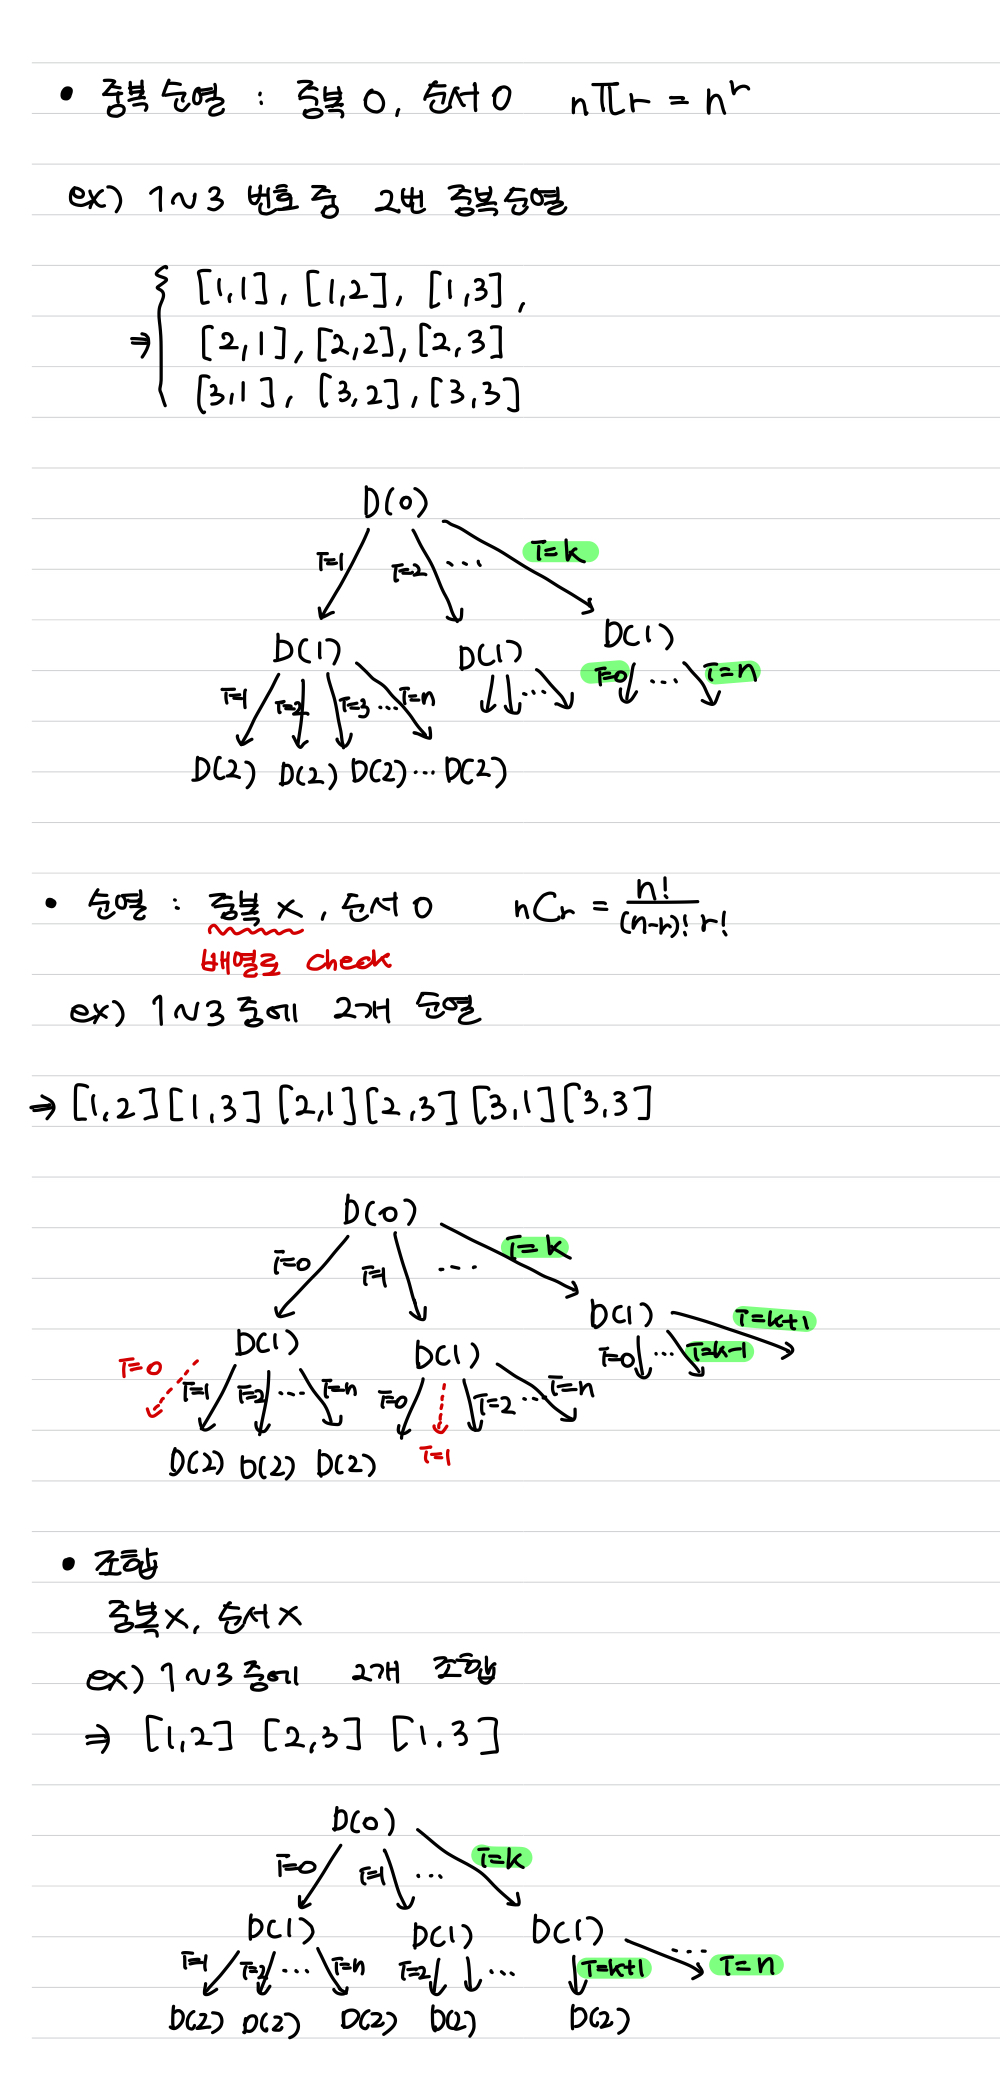 • 중복 순열 : 중복 O, 순서 O nΠr = n^r
ex) 1~3 번호 중 2번 중복순열
⇒ { [1,1], [1,2], [1,3],
[2,1], [2,2], [2,3]
[3,1], [3,2], [3,3]
D(0)
i=1 i=2 ... i=k
D(1) D(1) D(1)
i=1 i=2 i=3 ... i=n ... i=0 ... i=n
D(2) D(2) D(2) ... D(2)
• 순열 : 중복 x, 순서 O nCr = n! / (n-r)! r!
배열로 check
ex) 1~3 중에 2개 순열
⇒ [1,2] [1,3] [2,1] [2,3] [3,1] [3,3]
D(0)
i=0 i=1 ... i=k
D(1) D(1) D(1) i=k+1
i=0 i=1 i=2 ... i=n i=0 i=2 ... i=n i=0 ... i=k-1
D(2) D(2) D(2) i=1
• 조합
중복x, 순서x
ex) 1~3 중에 2개 조합
⇒ [1,2] [2,3] [1,3]
D(0)
i=0 i=1 ... i=k
D(1) D(1) D(1)
i=1 i=2 ... i=n i=2 ... i=k+1 ... i=n
D(2) D(2) D(2) D(2) D(2)